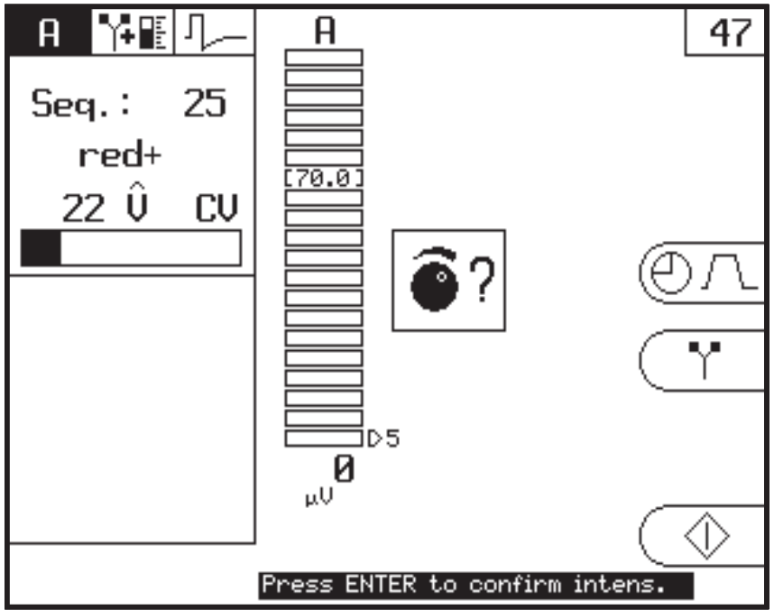 A
Seq.: 25
red+
22 V̂ CV
A
[70.0]
▷5
0
µV
?
47
Press ENTER to confirm intens.